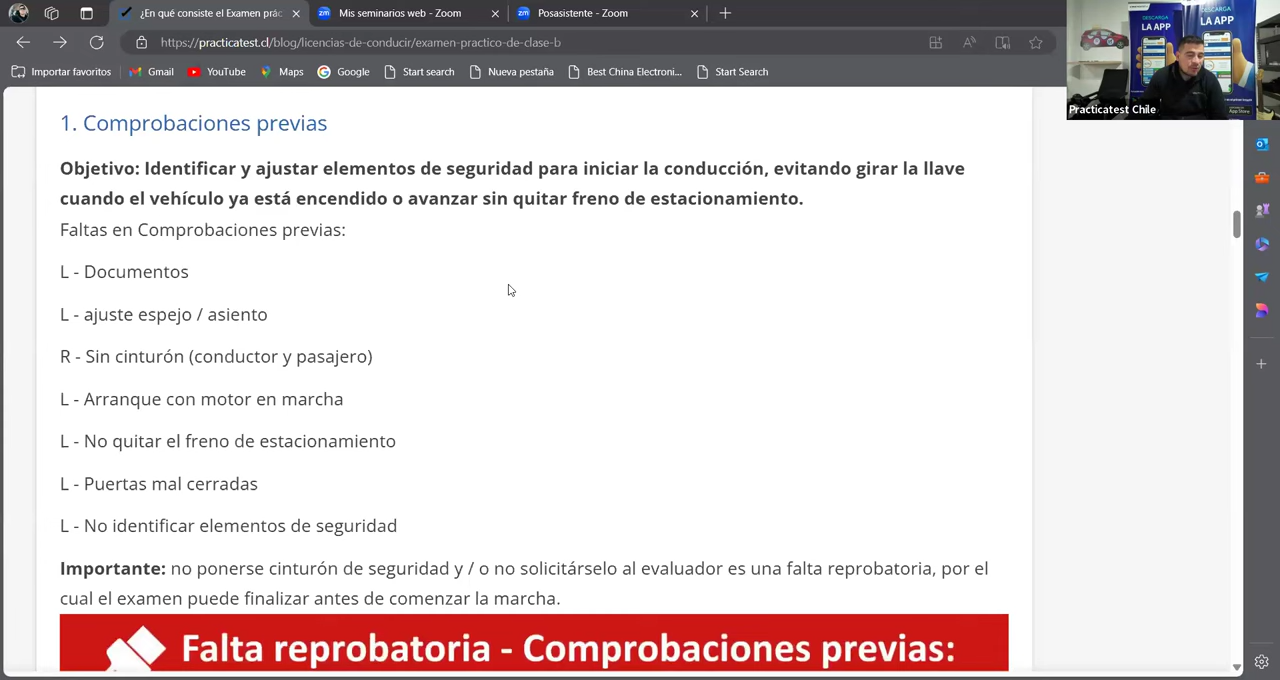 ¿En qué consiste el Examen prác
Mis seminarios web - Zoom
Posasistente - Zoom
https://practicatest.cl/blog/licencias-de-conducir/examen-practico-de-clase-b
Importar favoritos
Gmail
YouTube
Maps
Google
Start search
Nueva pestaña
Best China Electroni...
Start Search
DESCARGA
LA APP
DESCARGA
LA APP
Practicatest Chile
1. Comprobaciones previas
Objetivo: Identificar y ajustar elementos de seguridad para iniciar la conducción, evitando girar la llave
cuando el vehículo ya está encendido o avanzar sin quitar freno de estacionamiento.
Faltas en Comprobaciones previas:
L - Documentos
L - ajuste espejo / asiento
R - Sin cinturón (conductor y pasajero)
L - Arranque con motor en marcha
L - No quitar el freno de estacionamiento
L - Puertas mal cerradas
L - No identificar elementos de seguridad
Importante: no ponerse cinturón de seguridad y / o no solicitárselo al evaluador es una falta reprobatoria, por el
cual el examen puede finalizar antes de comenzar la marcha.
Falta reprobatoria - Comprobaciones previas: